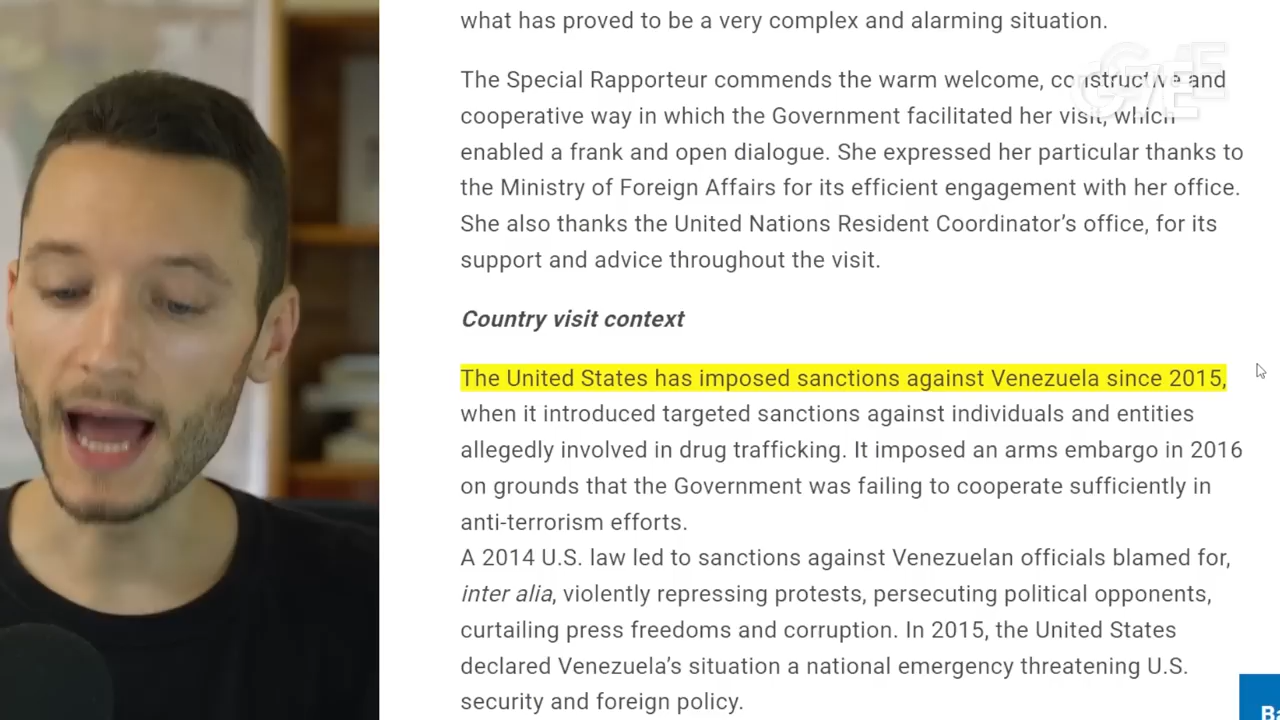 what has proved to be a very complex and alarming situation.
The Special Rapporteur commends the warm welcome, constructive and
cooperative way in which the Government facilitated her visit, which
enabled a frank and open dialogue. She expressed her particular thanks to
the Ministry of Foreign Affairs for its efficient engagement with her office.
She also thanks the United Nations Resident Coordinator’s office, for its
support and advice throughout the visit.
Country visit context
The United States has imposed sanctions against Venezuela since 2015,
when it introduced targeted sanctions against individuals and entities
allegedly involved in drug trafficking. It imposed an arms embargo in 2016
on grounds that the Government was failing to cooperate sufficiently in
anti-terrorism efforts.
A 2014 U.S. law led to sanctions against Venezuelan officials blamed for,
inter alia, violently repressing protests, persecuting political opponents,
curtailing press freedoms and corruption. In 2015, the United States
declared Venezuela’s situation a national emergency threatening U.S.
security and foreign policy.